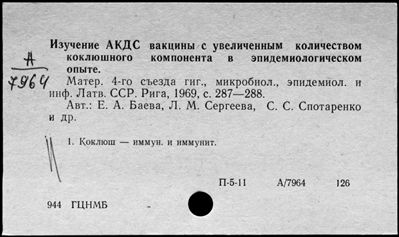 А
7964
Изучение АКДС вакцины с увеличенным количеством
коклюшного компонента в эпидемиологическом
опыте.
Матер. 4-го съезда гиг., микробиол., эпидемиол. и
инф. Латв. ССР. Рига, 1969, с. 287—288.
Авт.: Е. А. Баева, Л. М. Сергеева, С. С. Спотаренко
и др.
1. Коклюш — иммун. и иммунит.
П-5-11 А/7964 126
944 ГЦНМБ